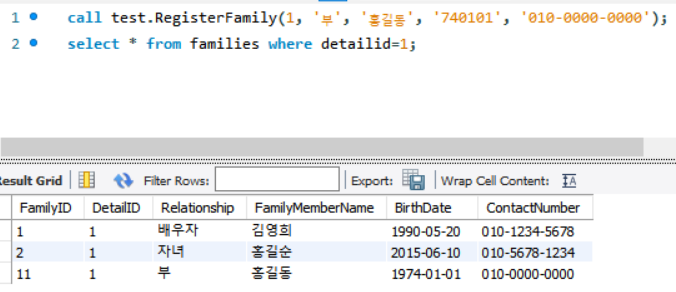 1 call test.RegisterFamily(1, '부', '홍길동', '740101', '010-0000-0000');
2 select * from families where detailid=1;
Result Grid Filter Rows: Export: Wrap Cell Content: IA
FamilyID DetailID Relationship FamilyMemberName BirthDate ContactNumber
1 1 배우자 김영희 1990-05-20 010-1234-5678
2 1 자녀 홍길순 2015-06-10 010-5678-1234
11 1 부 홍길동 1974-01-01 010-0000-0000